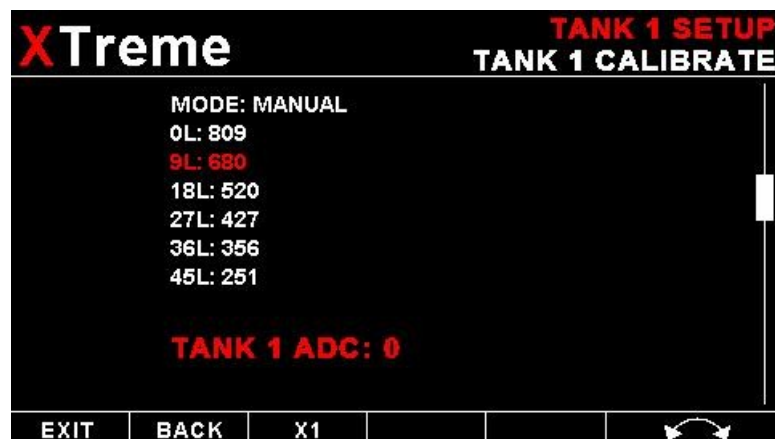 XTreme
TANK 1 SETUP
TANK 1 CALIBRATE
MODE: MANUAL
0L: 809
9L: 680
18L: 520
27L: 427
36L: 356
45L: 251
TANK 1 ADC: 0
EXIT BACK X1